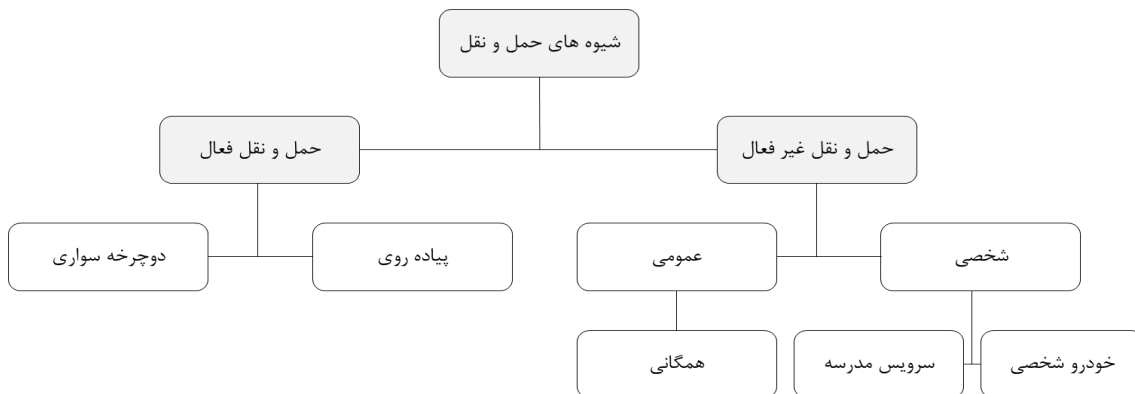 شیوه های حمل و نقل
حمل و نقل غیر فعال
حمل و نقل فعال
شخصی
عمومی
پیاده روی
دوچرخه سواری
خودرو شخصی
سرویس مدرسه
همگانی